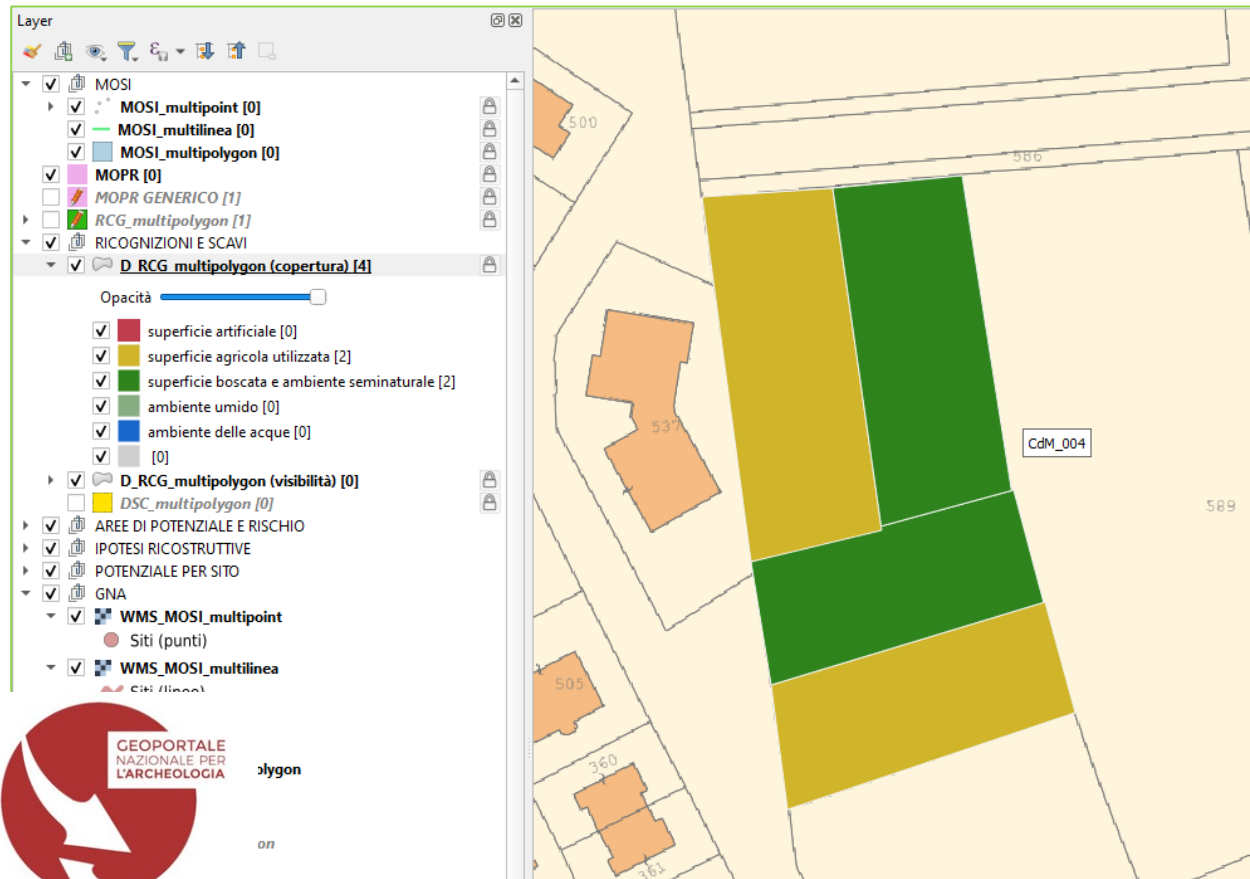 Layer
MOSI
MOSI_multipoint [0]
MOSI_multilinea [0]
MOSI_multipolygon [0]
MOPR [0]
MOPR GENERICO [1]
RCG_multipolygon [1]
RICOGNIZIONI E SCAVI
D_RCG_multipolygon (copertura) [4]
Opacità
superficie artificiale [0]
superficie agricola utilizzata [2]
superficie boscata e ambiente seminaturale [2]
ambiente umido [0]
ambiente delle acque [0]
[0]
D_RCG_multipolygon (visibilità) [0]
DSC_multipolygon [0]
AREE DI POTENZIALE E RISCHIO
IPOTESI RICOSTRUTTIVE
POTENZIALE PER SITO
GNA
WMS_MOSI_multipoint
Siti (punti)
WMS_MOSI_multilinea
Siti (linee)
olygon
on
GEOPORTALE
NAZIONALE PER
L'ARCHEOLOGIA
500
586
537
CdM_004
589
505
360
361